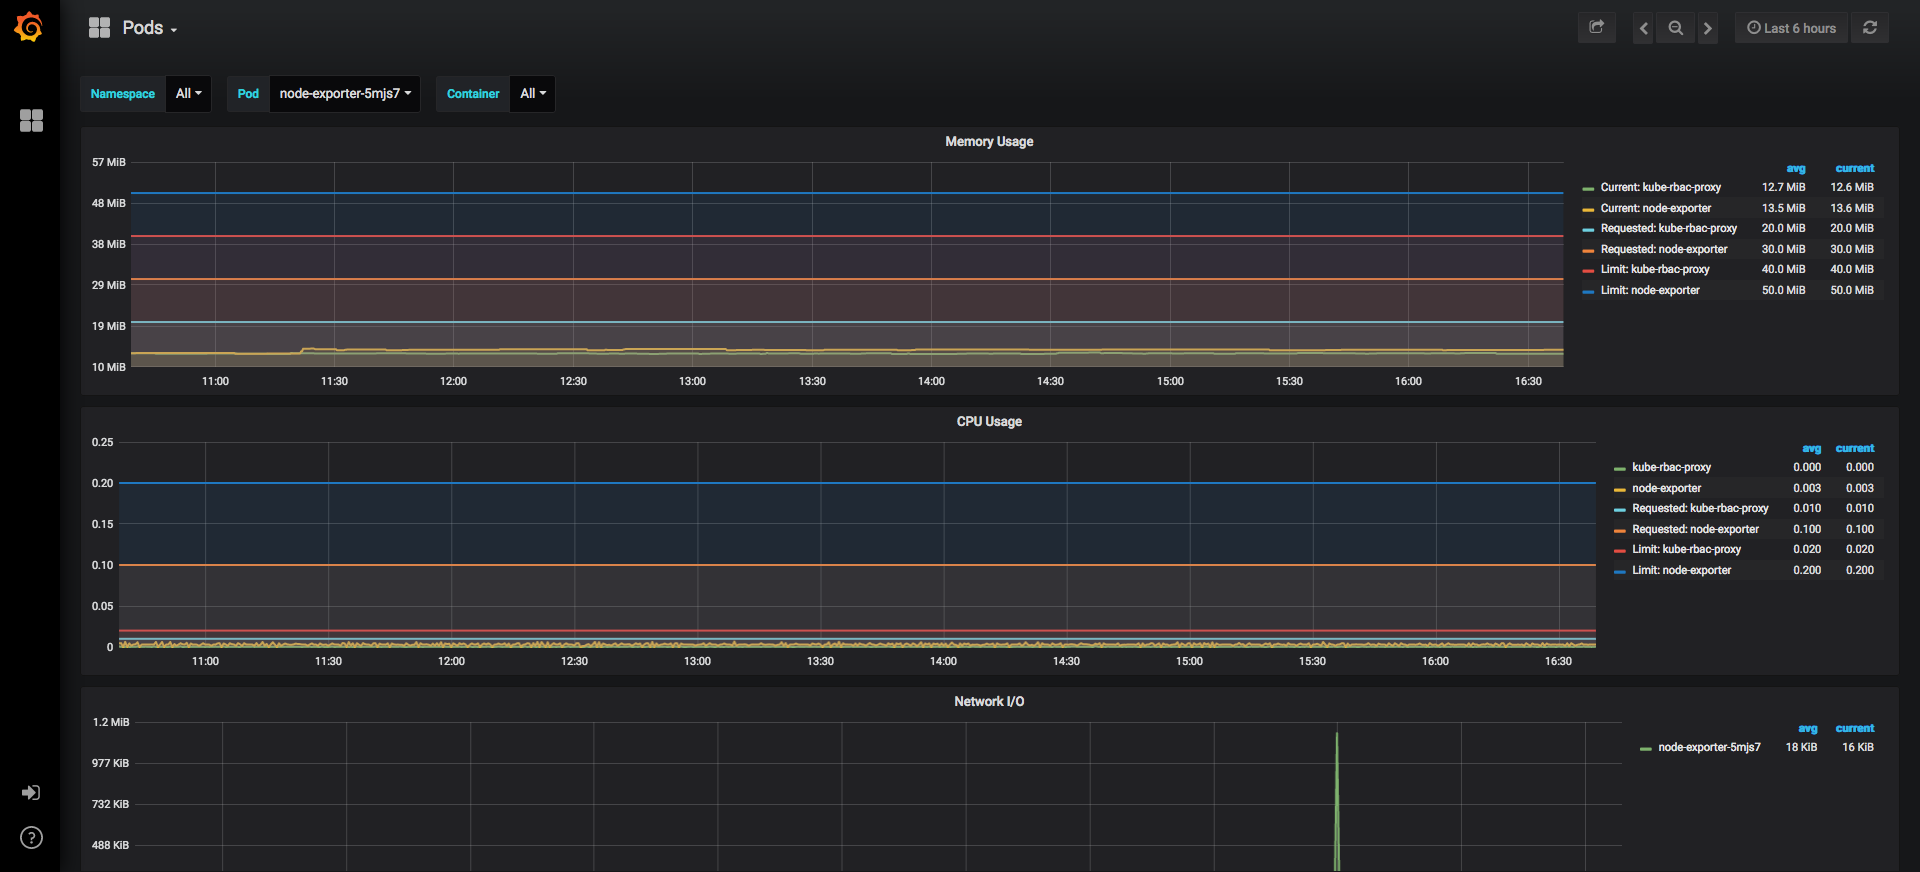 Pods
Last 6 hours
Namespace All Pod node-exporter-5mjs7 Container All
Memory Usage
57 MiB
48 MiB
38 MiB
29 MiB
19 MiB
10 MiB
11:00 11:30 12:00 12:30 13:00 13:30 14:00 14:30 15:00 15:30 16:00 16:30
avg current
Current: kube-rbac-proxy 12.7 MiB 12.6 MiB
Current: node-exporter 13.5 MiB 13.6 MiB
Requested: kube-rbac-proxy 20.0 MiB 20.0 MiB
Requested: node-exporter 30.0 MiB 30.0 MiB
Limit: kube-rbac-proxy 40.0 MiB 40.0 MiB
Limit: node-exporter 50.0 MiB 50.0 MiB
CPU Usage
0.25
0.20
0.15
0.10
0.05
0
11:00 11:30 12:00 12:30 13:00 13:30 14:00 14:30 15:00 15:30 16:00 16:30
avg current
kube-rbac-proxy 0.000 0.000
node-exporter 0.003 0.003
Requested: kube-rbac-proxy 0.010 0.010
Requested: node-exporter 0.100 0.100
Limit: kube-rbac-proxy 0.020 0.020
Limit: node-exporter 0.200 0.200
Network I/O
1.2 MiB
977 KiB
732 KiB
488 KiB
avg current
node-exporter-5mjs7 18 KiB 16 KiB